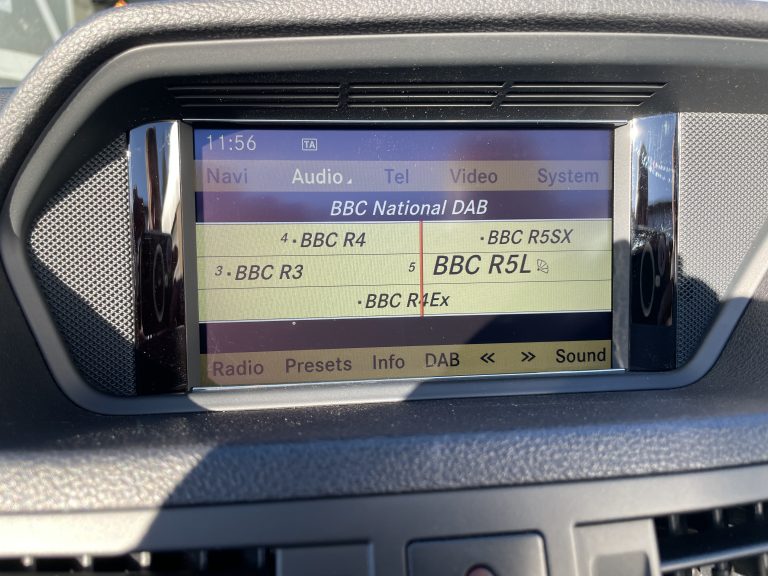 11:56 TA
Navi Audio Tel Video System
BBC National DAB
4 · BBC R4 · BBC R5SX
3 · BBC R3 5 BBC R5L
· BBC R4Ex
Radio Presets Info DAB << >> Sound